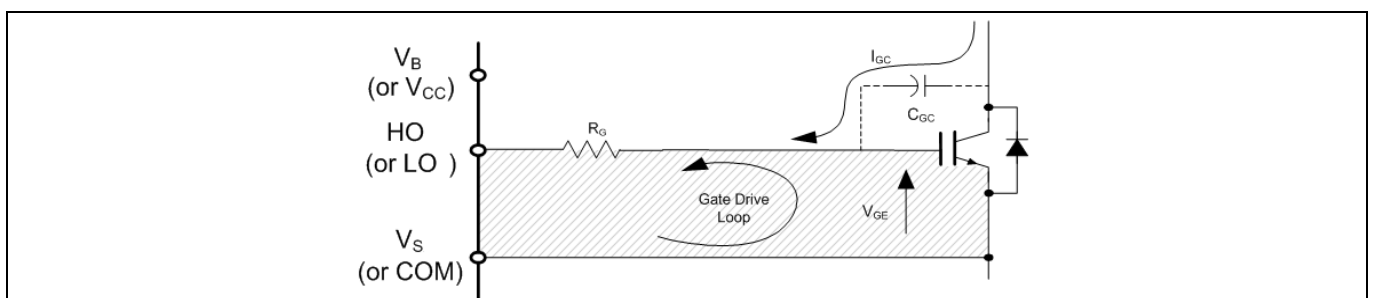 V_B
(or V_CC)
HO
(or LO )
V_S
(or COM)
R_G
I_GC
C_GC
Gate Drive
Loop
V_GE